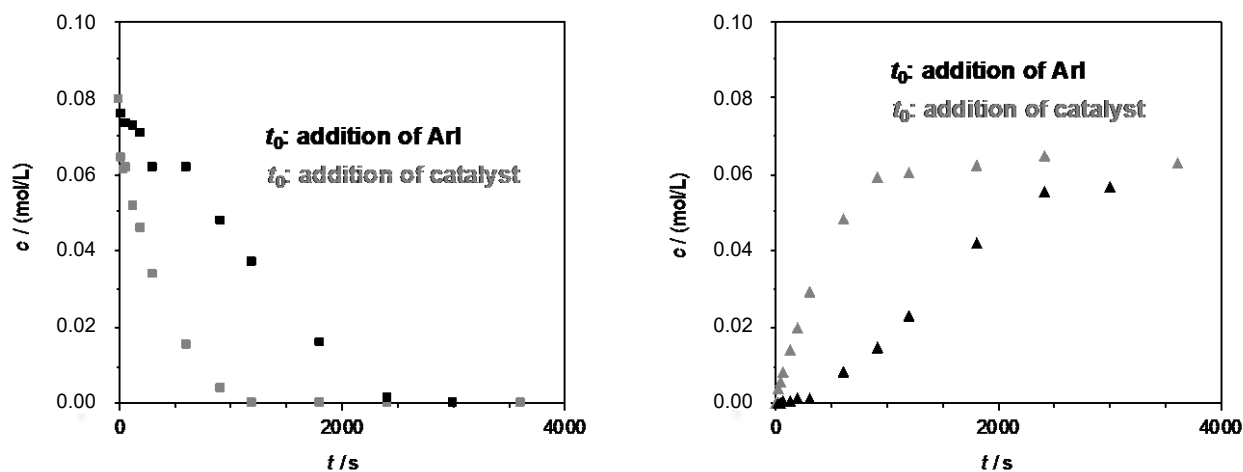 0.10
0.08
0.06
0.04
0.02
0.00
c / (mol/L)
t₀: addition of ArI
t₀: addition of catalyst
0
2000
4000
t /s
0.10
0.08
0.06
0.04
0.02
0.00
c / (mol/L)
t₀: addition of ArI
t₀: addition of catalyst
0
2000
4000
t /s